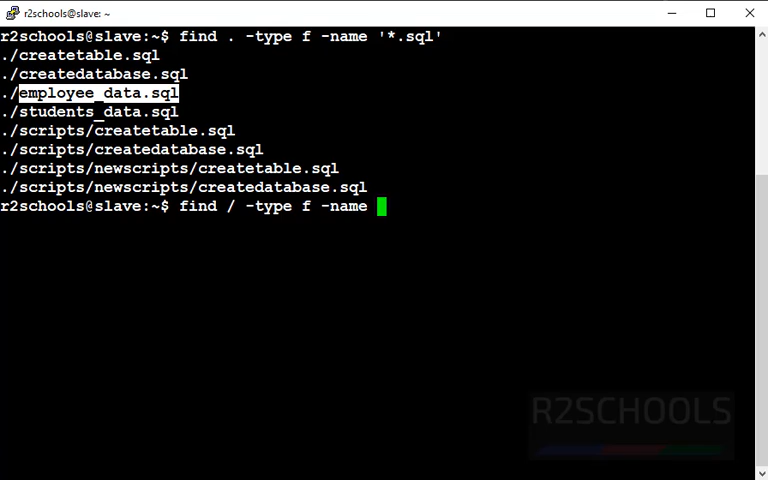 r2schools@slave: ~
r2schools@slave:~$ find . -type f -name '*.sql'
./createtable.sql
./createdatabase.sql
./employee_data.sql
./students_data.sql
./scripts/createtable.sql
./scripts/createdatabase.sql
./scripts/newscripts/createtable.sql
./scripts/newscripts/createdatabase.sql
r2schools@slave:~$ find / -type f -name
R2SCHOOLS